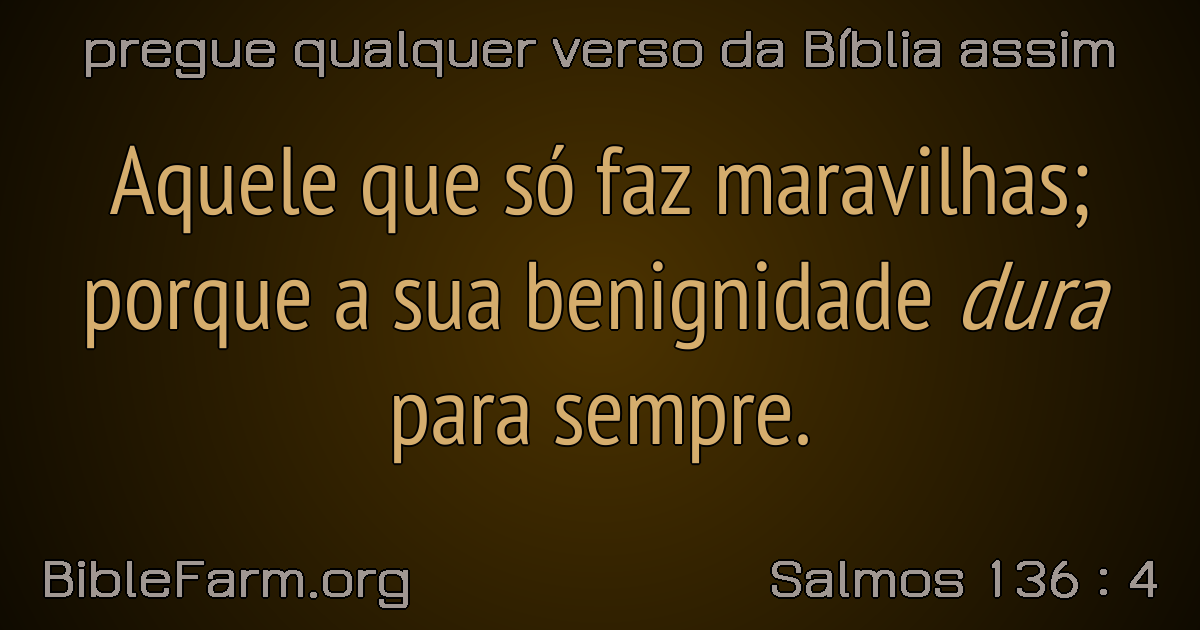 pregue qualquer verso da Bíblia assim
Aquele que só faz maravilhas;
porque a sua benignidade dura
para sempre.
BibleFarm.org
Salmos 136 : 4